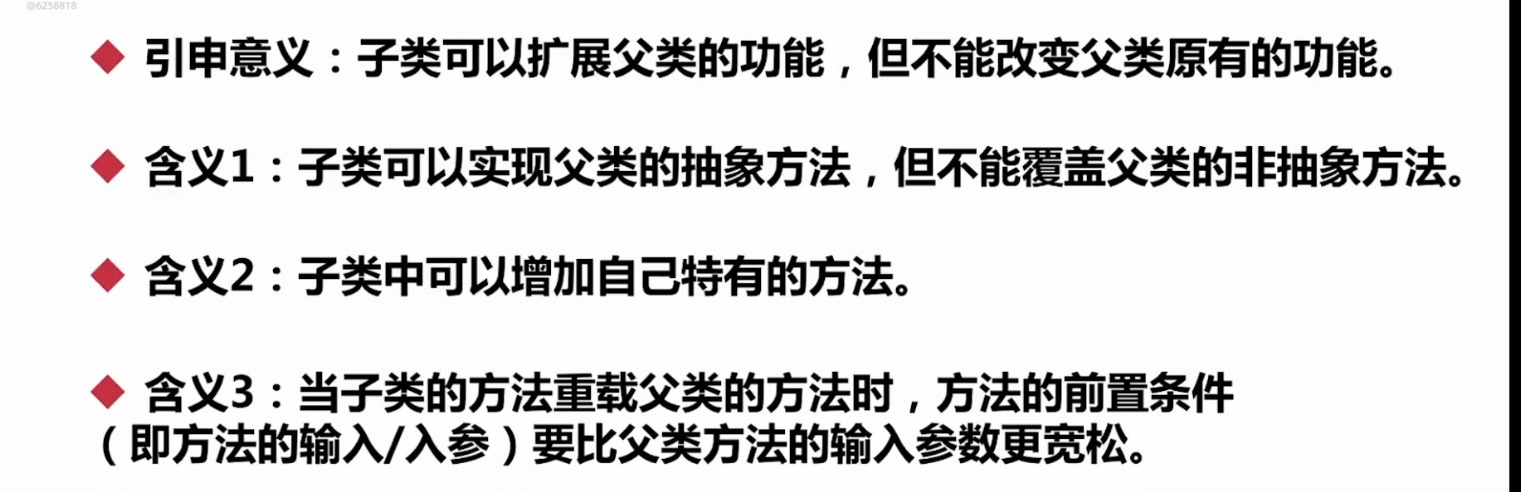 @6258818
引申意义：子类可以扩展父类的功能，但不能改变父类原有的功能。
含义1：子类可以实现父类的抽象方法，但不能覆盖父类的非抽象方法。
含义2：子类中可以增加自己特有的方法。
含义3：当子类的方法重载父类的方法时，方法的前置条件
（即方法的输入/入参）要比父类方法的输入参数更宽松。